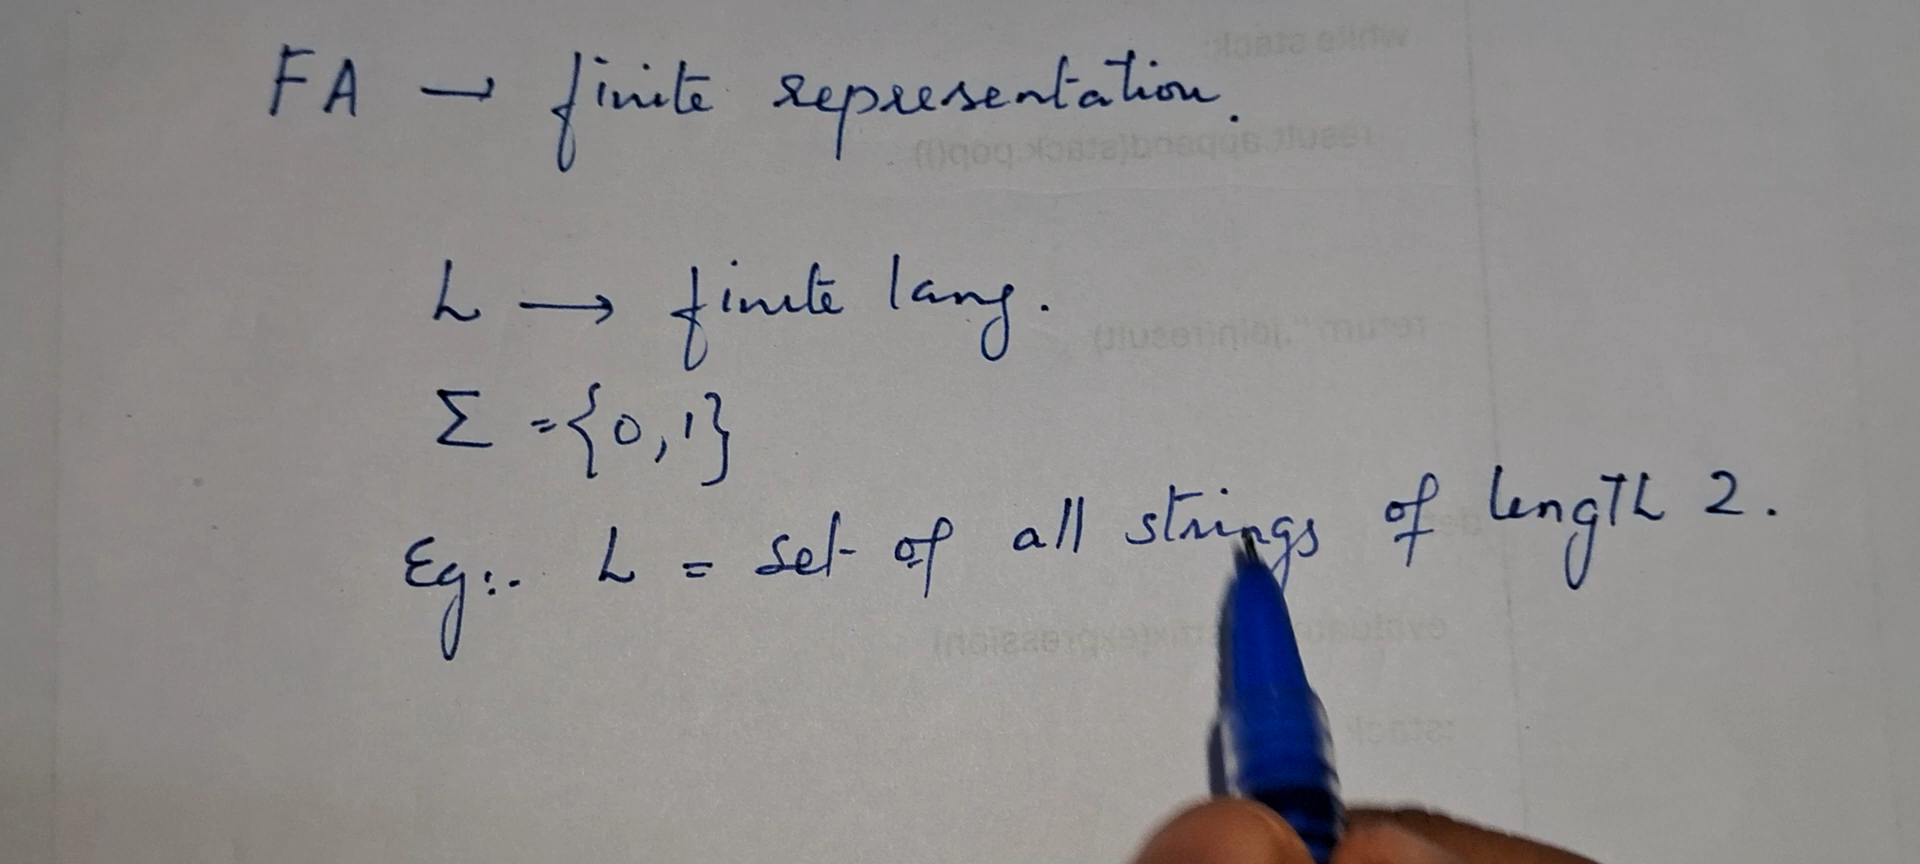 FA → finite representation.
L → finite lang.
Σ = {0,1}
Eg:- L = set of all strings of length 2.